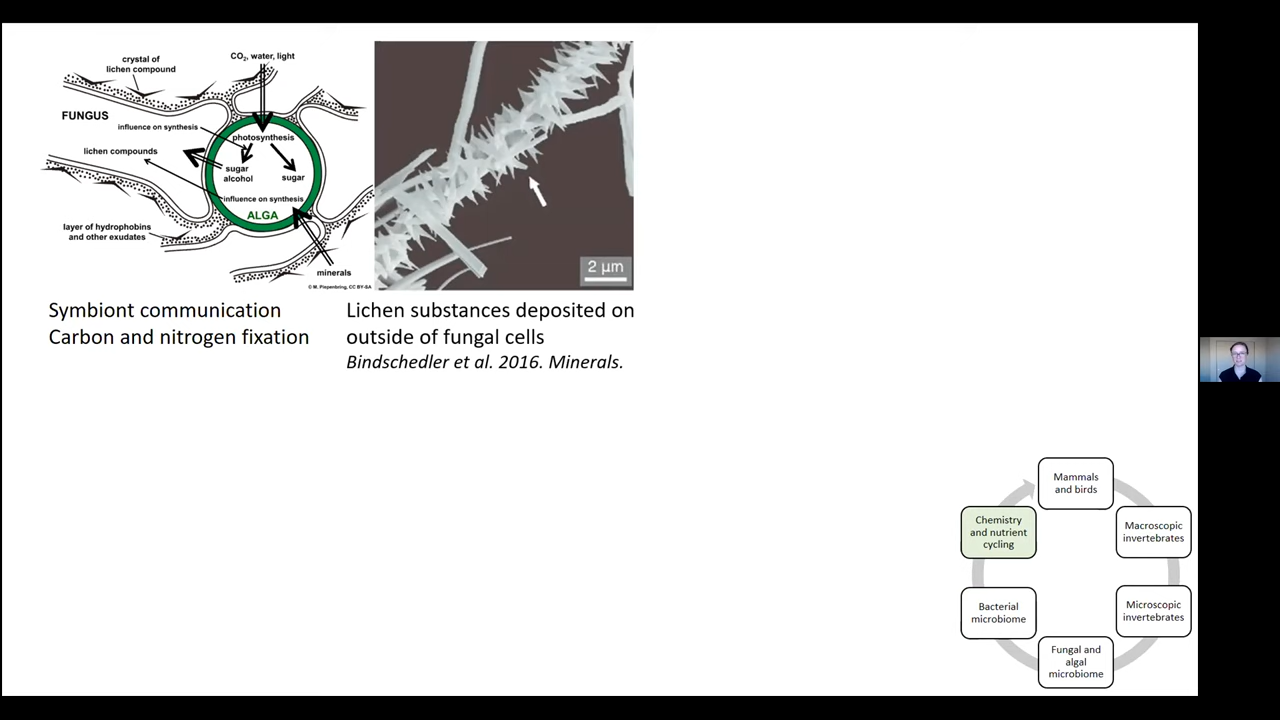 crystal of
lichen compound
CO2, water, light
FUNGUS
influence on synthesis
photosynthesis
lichen compounds
sugar
alcohol
sugar
influence on synthesis
ALGA
layer of hydrophobins
and other exudates
minerals
© M. Piepenbring, CC BY-SA
2 µm
Symbiont communication
Carbon and nitrogen fixation
Lichen substances deposited on
outside of fungal cells
Bindschedler et al. 2016. Minerals.
Mammals
and birds
Macroscopic
invertebrates
Microscopic
invertebrates
Fungal and
algal
microbiome
Bacterial
microbiome
Chemistry
and nutrient
cycling